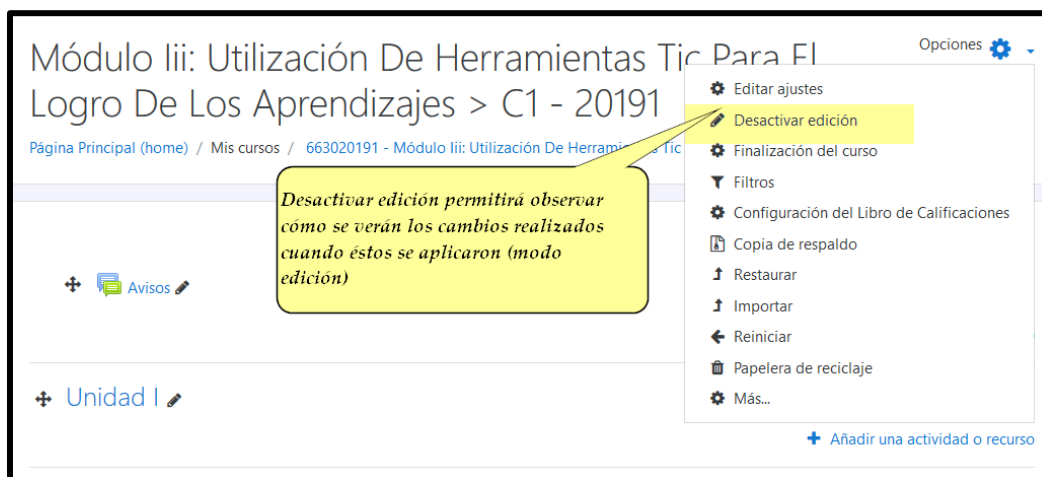 Módulo Iii: Utilización De Herramientas Tic Para El
Logro De Los Aprendizajes > C1 - 20191
Opciones
Página Principal (home) / Mis cursos / 663020191 - Módulo Iii: Utilización De Herramientas Tic
Editar ajustes
Desactivar edición
Finalización del curso
Filtros
Configuración del Libro de Calificaciones
Copia de respaldo
Restaurar
Importar
Reiniciar
Papelera de reciclaje
Más...
Desactivar edición permitirá observar
cómo se verán los cambios realizados
cuando éstos se aplicaron (modo
edición)
Avisos
Unidad I
Añadir una actividad o recurso